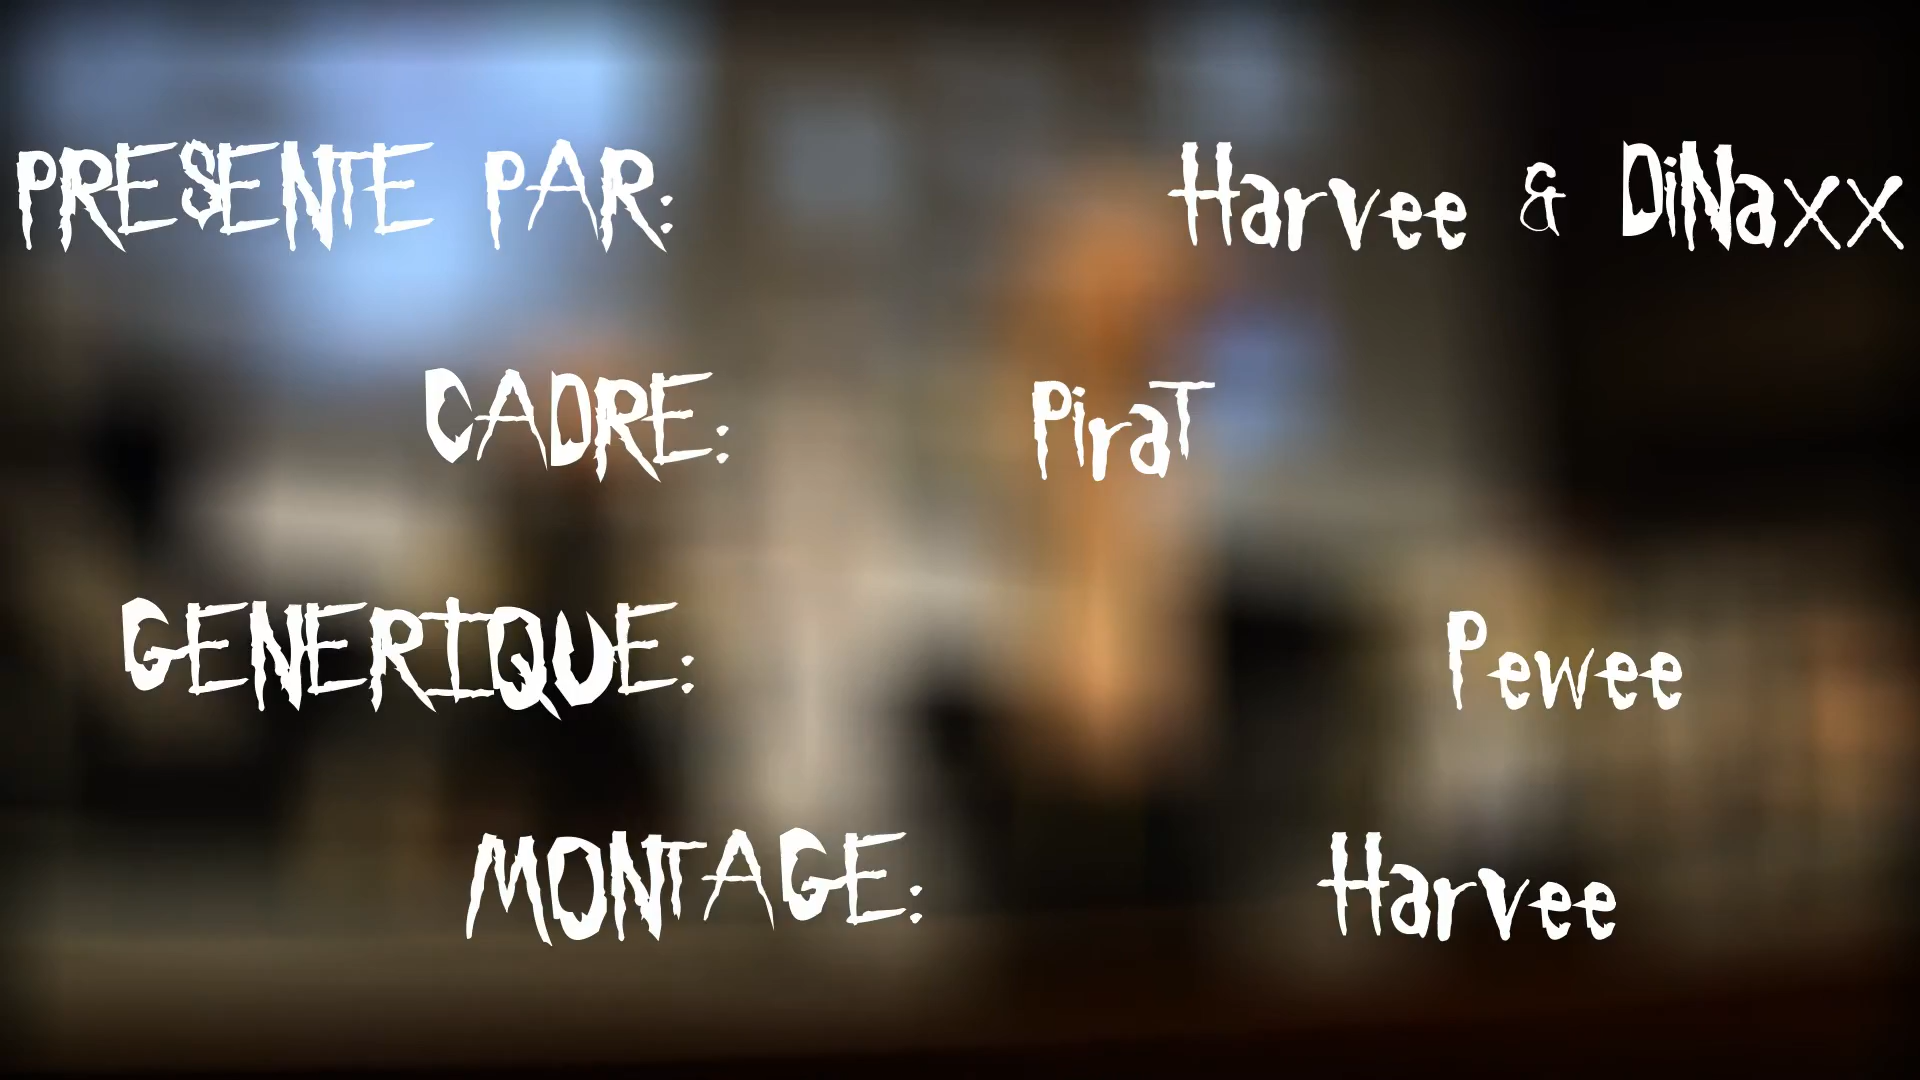 PRESENTE PAR: Harvee & DiNaxx
CADRE: PiraT
GENERIQUE: Pewee
MONTAGE: Harvee